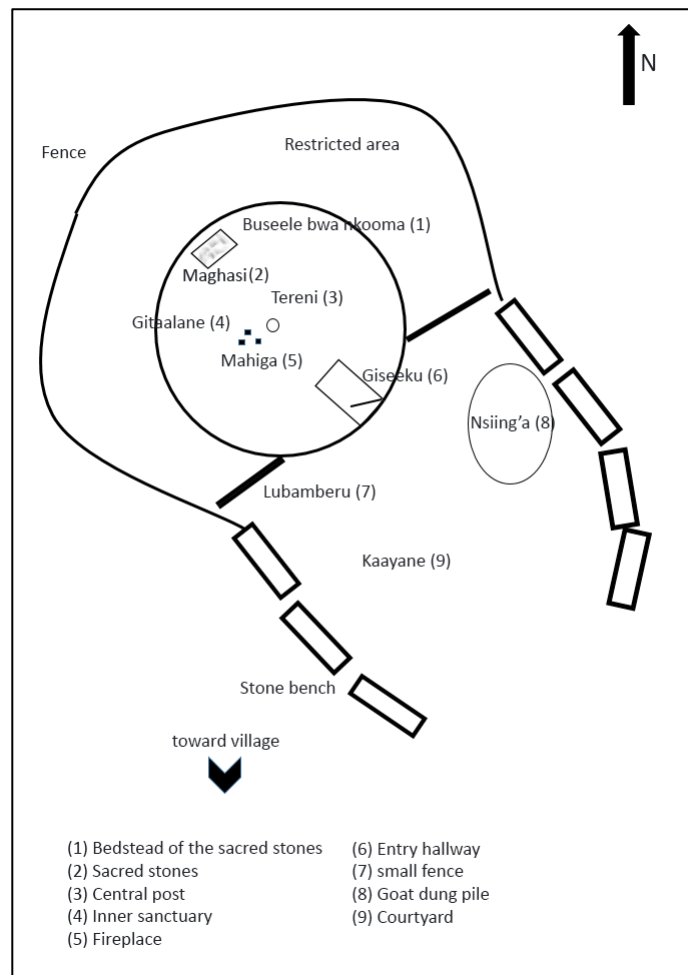 N
Restricted area
Fence
Buseele bwa nkooma (1)
Maghasi (2)
Tereni (3)
Gitaalane (4)
Mahiga (5)
Giseeku (6)
Nsiing'a (8)
Lubamberu (7)
Kaayane (9)
Stone bench
toward village
(1) Bedstead of the sacred stones
(2) Sacred stones
(3) Central post
(4) Inner sanctuary
(5) Fireplace
(6) Entry hallway
(7) small fence
(8) Goat dung pile
(9) Courtyard